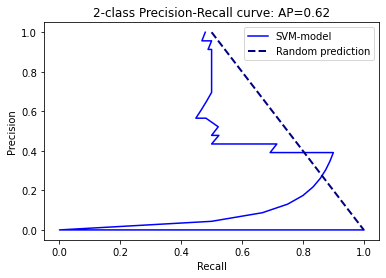 2-class Precision-Recall curve: AP=0.62
SVM-model
Random prediction
Precision
1.0
0.8
0.6
0.4
0.2
0.0
0.0 0.2 0.4 0.6 0.8 1.0
Recall